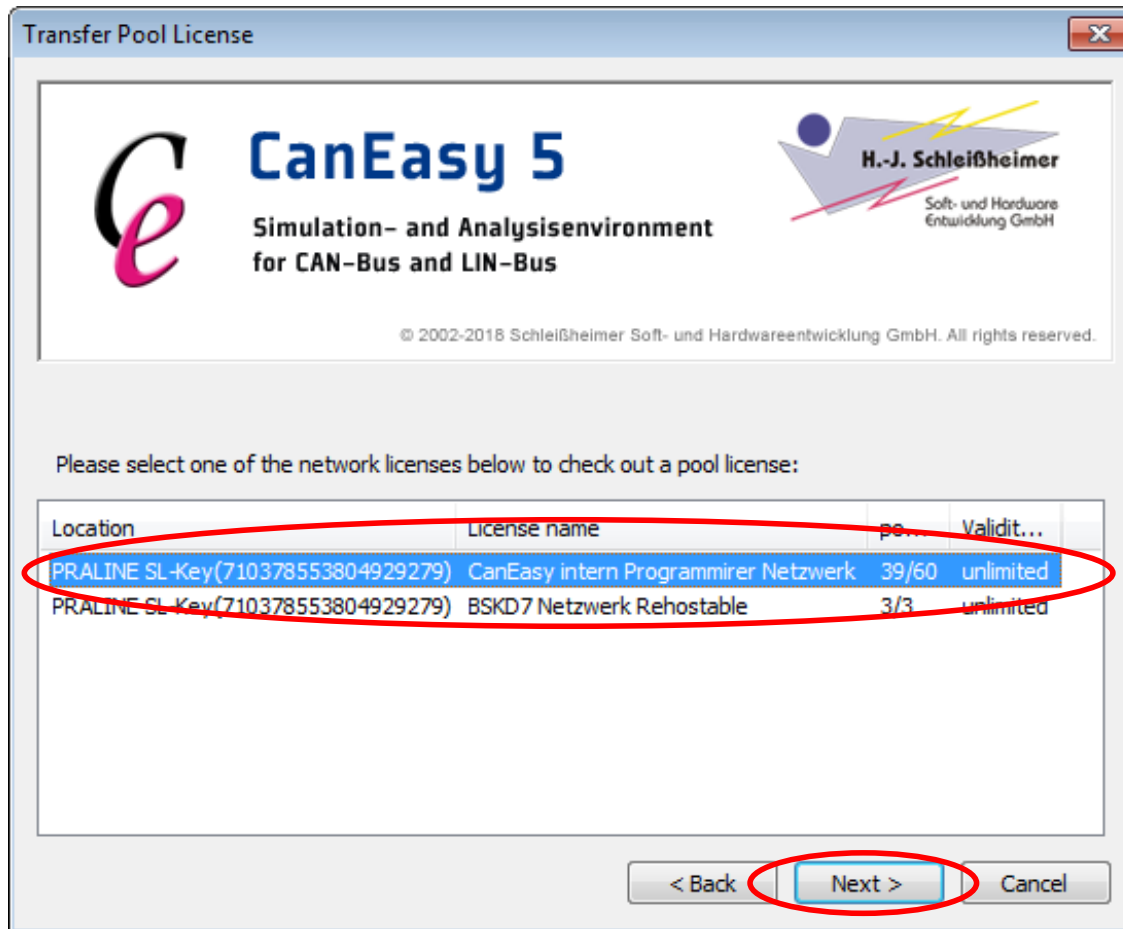 Transfer Pool License
Ce
CanEasy 5
Simulation- and Analysisenvironment
for CAN-Bus and LIN-Bus
H.-J. Schleißheimer
Soft- und Hardware
Entwicklung GmbH
© 2002-2018 Schleißheimer Soft- und Hardwareentwicklung GmbH. All rights reserved.
Please select one of the network licenses below to check out a pool license:
Location License name po... Validit...
PRALINE SL-Key(710378553804929279) CanEasy intern Programmirer Netzwerk 39/60 unlimited
PRALINE SL-Key(710378553804929279) BSKD7 Netzwerk Rehostable 3/3 unlimited
< Back Next > Cancel